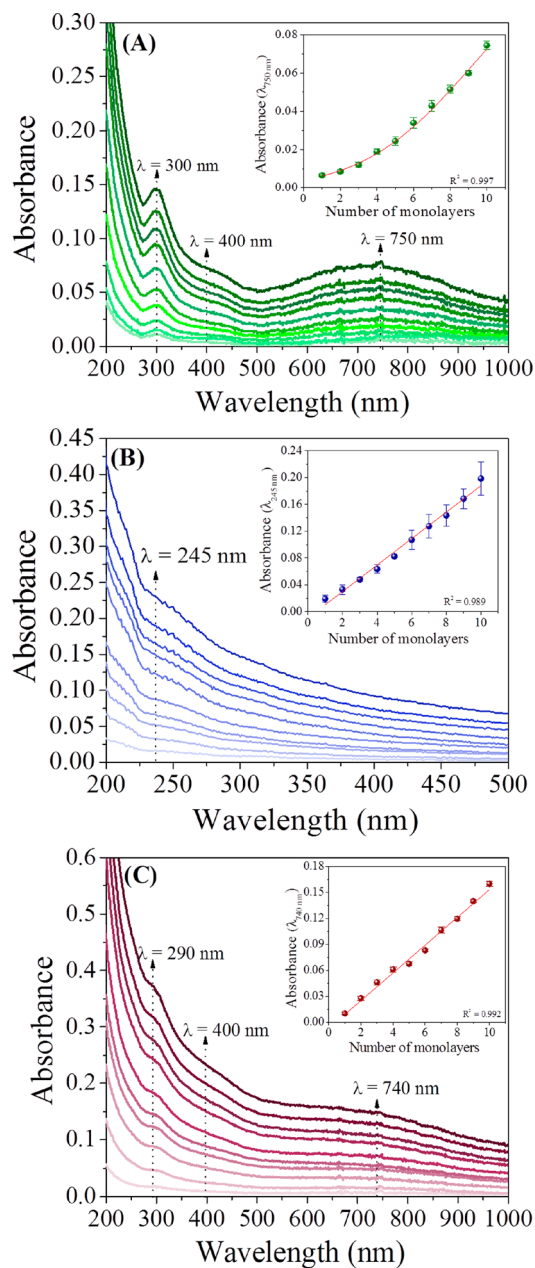 (A)
0.30
0.25
0.20
0.15
0.10
0.05
0.00
Absorbance
λ = 300 nm
λ = 400 nm
λ = 750 nm
0.08
0.06
0.04
0.02
0.00
Absorbance (λ750 nm)
R² = 0.997
0 2 4 6 8 10
Number of monolayers
200 300 400 500 600 700 800 900 1000
Wavelength (nm)
(B)
0.45
0.40
0.35
0.30
0.25
0.20
0.15
0.10
0.05
0.00
Absorbance
λ = 245 nm
0.24
0.20
0.16
0.12
0.08
0.04
0.00
Absorbance (λ245 nm)
R² = 0.989
0 2 4 6 8 10
Number of monolayers
200 250 300 350 400 450 500
Wavelength (nm)
(C)
0.6
0.5
0.4
0.3
0.2
0.1
0.0
Absorbance
λ = 290 nm
λ = 400 nm
λ = 740 nm
0.18
0.15
0.12
0.09
0.06
0.03
0.00
Absorbance (λ740 nm)
R² = 0.992
0 2 4 6 8 10
Number of monolayers
200 300 400 500 600 700 800 900 1000
Wavelength (nm)